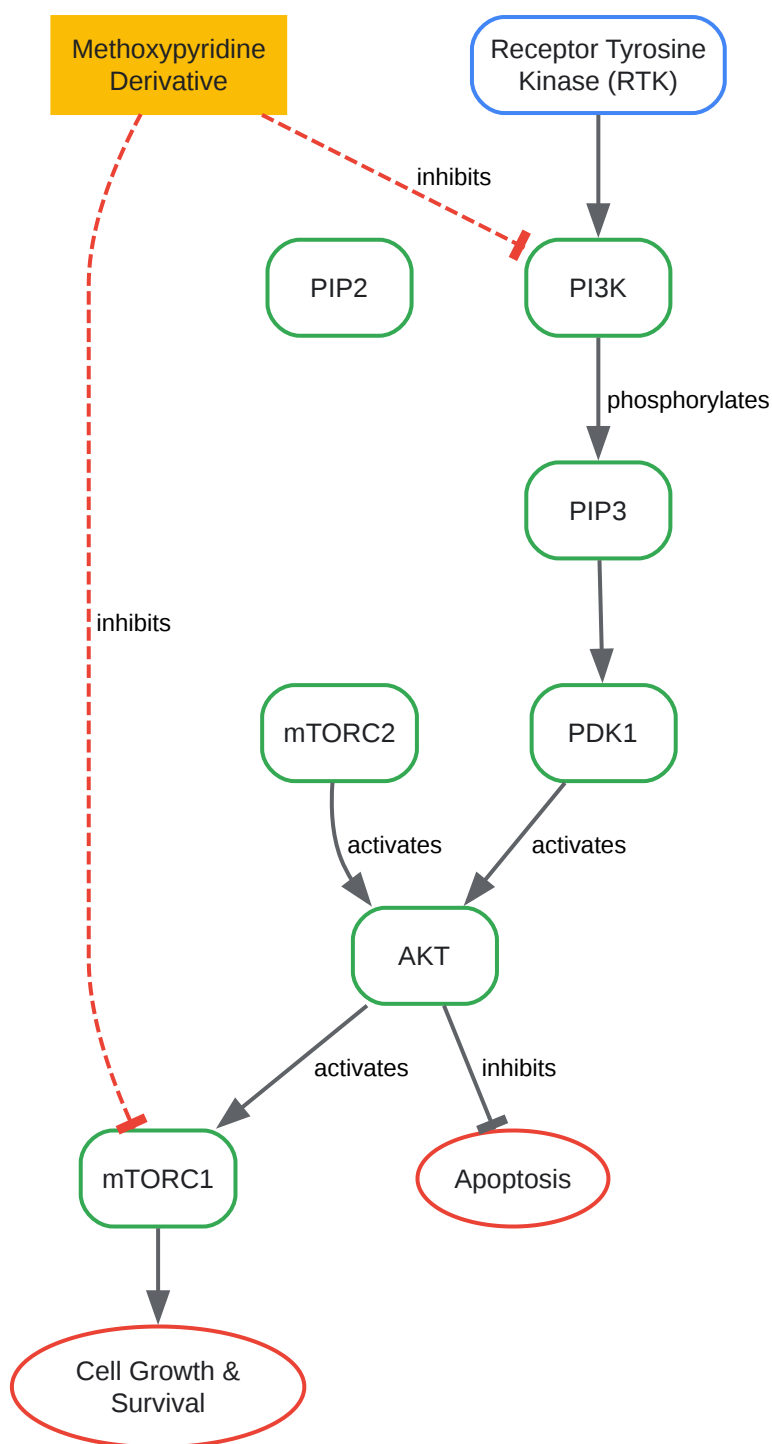 Methoxypyridine
Derivative
Receptor Tyrosine
Kinase (RTK)
inhibits
PIP2
PI3K
phosphorylates
PIP3
inhibits
mTORC2
PDK1
activates
activates
AKT
activates
inhibits
mTORC1
Apoptosis
Cell Growth &
Survival